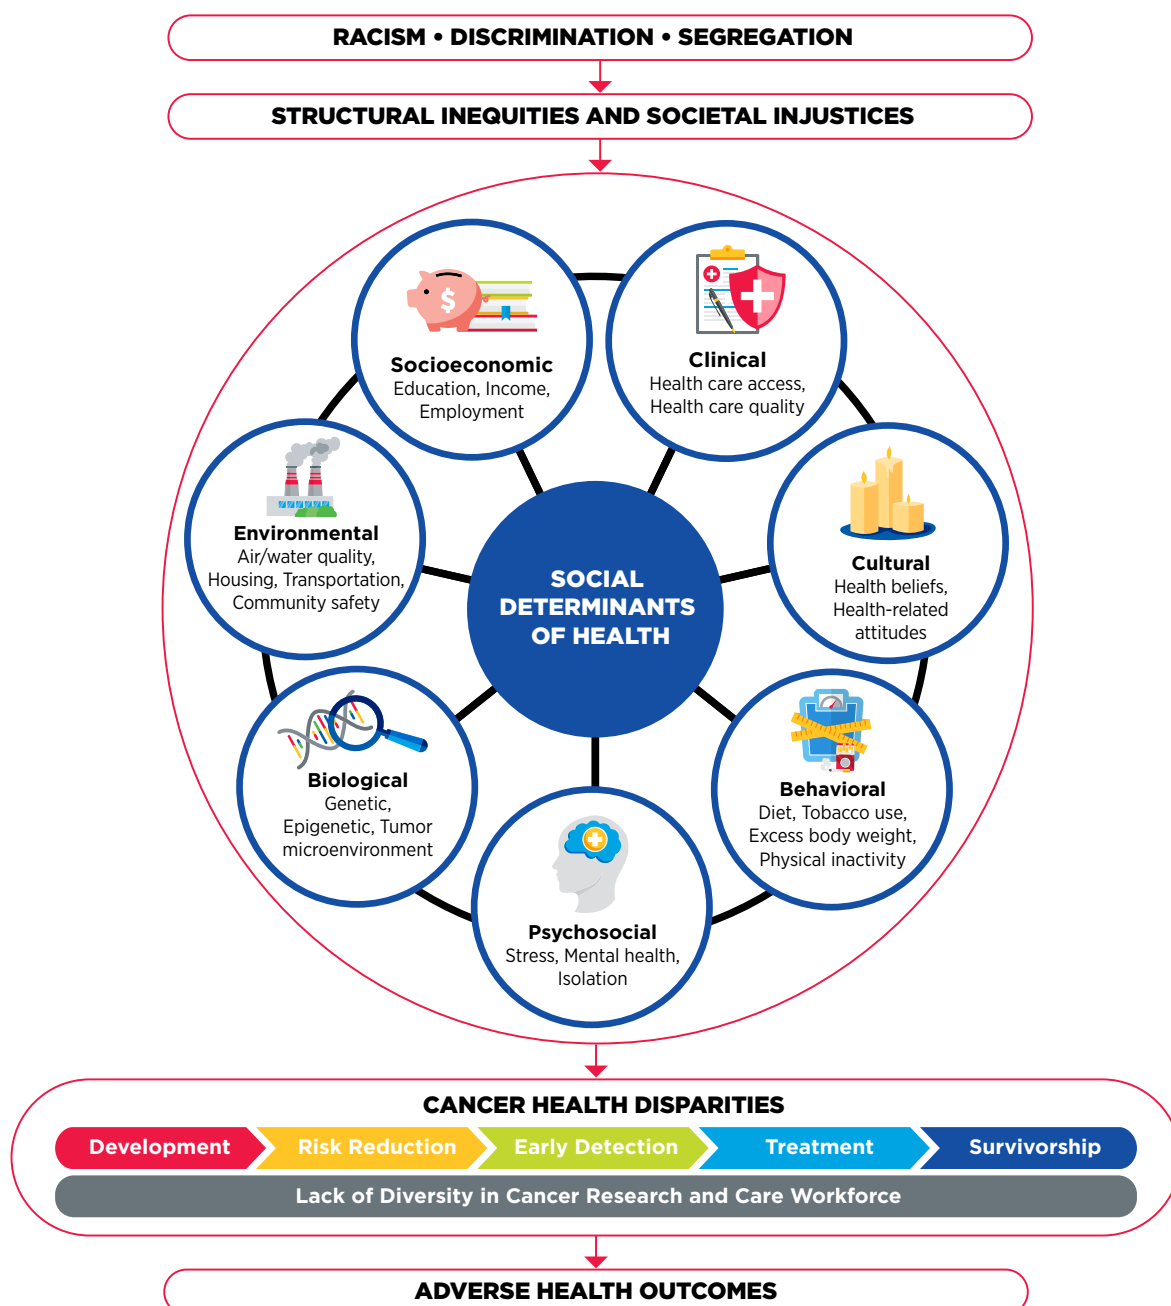 RACISM • DISCRIMINATION • SEGREGATION
STRUCTURAL INEQUITIES AND SOCIETAL INJUSTICES
$
Socioeconomic
Education, Income,
Employment
Clinical
Health care access,
Health care quality
Environmental
Air/water quality,
Housing, Transportation,
Community safety
SOCIAL
DETERMINANTS
OF HEALTH
Cultural
Health beliefs,
Health-related
attitudes
Biological
Genetic,
Epigenetic, Tumor
microenvironment
Behavioral
Diet, Tobacco use,
Excess body weight,
Physical inactivity
Psychosocial
Stress, Mental health,
Isolation
CANCER HEALTH DISPARITIES
Development
Risk Reduction
Early Detection
Treatment
Survivorship
Lack of Diversity in Cancer Research and Care Workforce
ADVERSE HEALTH OUTCOMES